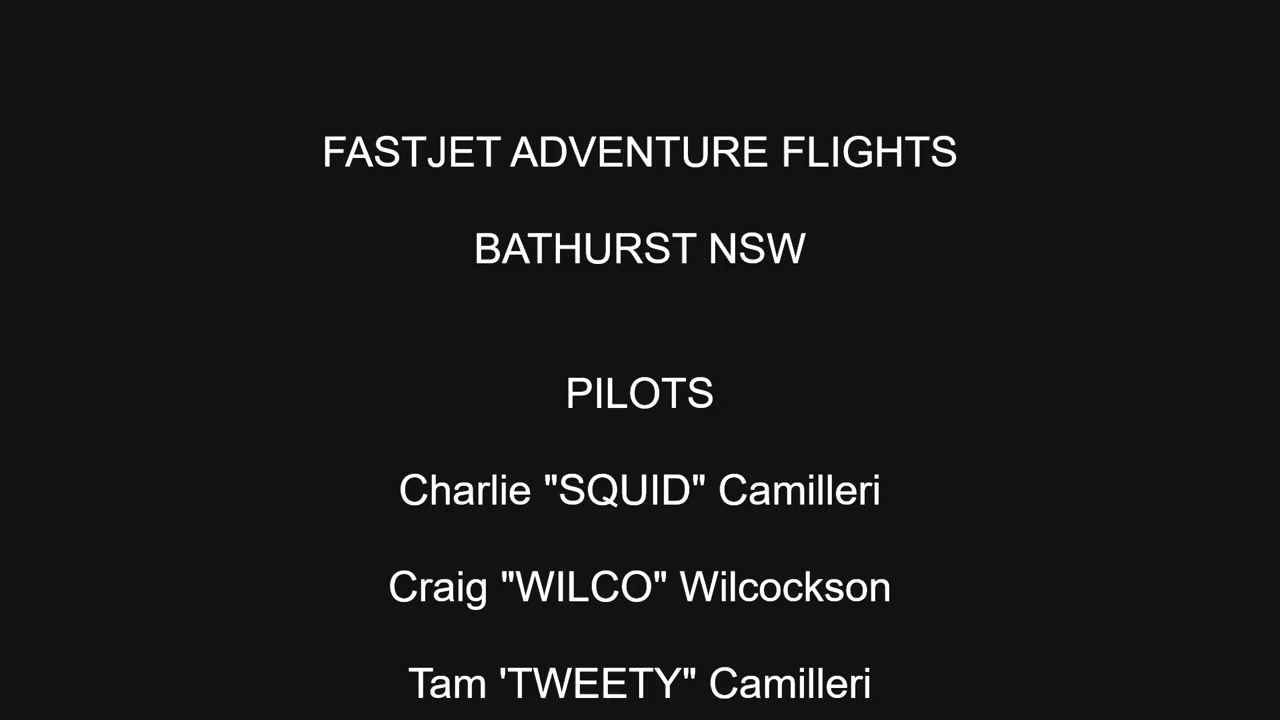 FASTJET ADVENTURE FLIGHTS
BATHURST NSW
PILOTS
Charlie "SQUID" Camilleri
Craig "WILCO" Wilcockson
Tam 'TWEETY" Camilleri